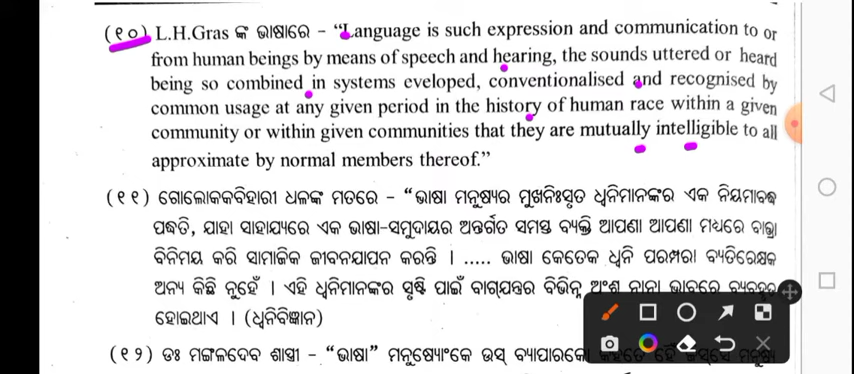 (୧୦) L.H.Gras ଙ୍କ ଭାଷାରେ - “Language is such expression and communication to or
from human beings by means of speech and hearing, the sounds uttered or heard
being so combined in systems eveloped, conventionalised and recognised by
common usage at any given period in the history of human race within a given
community or within given communities that they are mutually intelligible to all
approximate by normal members thereof.”
(୧୧) ଗୋଲୋକବିହାରୀ ଧଳଙ୍କ ମତରେ - “ଭାଷା ମନୁଷ୍ୟର ମୁଖନିଃସୃତ ଧ୍ୱନିମାନଙ୍କର ଏକ ନିୟମାବଦ୍ଧ
ପଦ୍ଧତି, ଯାହା ସାହାଯ୍ୟରେ ଏକ ଭାଷା-ସମୁଦାୟର ଅନ୍ତର୍ଗତ ସମସ୍ତ ବ୍ୟକ୍ତି ଆପଣା ଆପଣା ମଧ୍ୟରେ ବାର୍ତ୍ତା
ବିନିମୟ କରି ସାମାଜିକ ଜୀବନଯାପନ କରନ୍ତି । ..... ଭାଷା କେତେକ ଧ୍ୱନି ପରମ୍ପରା ବ୍ୟତିରେକ୍ଷକ
ଅନ୍ୟ କିଛି ନୁହେଁ । ଏହି ଧ୍ୱନିମାନଙ୍କର ସୃଷ୍ଟି ପାଇଁ ବାଗ୍‌ଯନ୍ତର ବିଭିନ୍ନ ଅଂଶ ନାନା ଭାବରେ ବ୍ୟବହୃତ
ହୋଇଥାଏ । (ଧ୍ୱନିବିଜ୍ଞାନ)
(୧୨) ଡଃ ମଙ୍ଗଳଦେବ ଶାସ୍ତ୍ରୀ - “ଭାଷା” ମନୁଷ୍ୟୋଂକେ ଉସ୍ ବ୍ୟାପାରକୋ